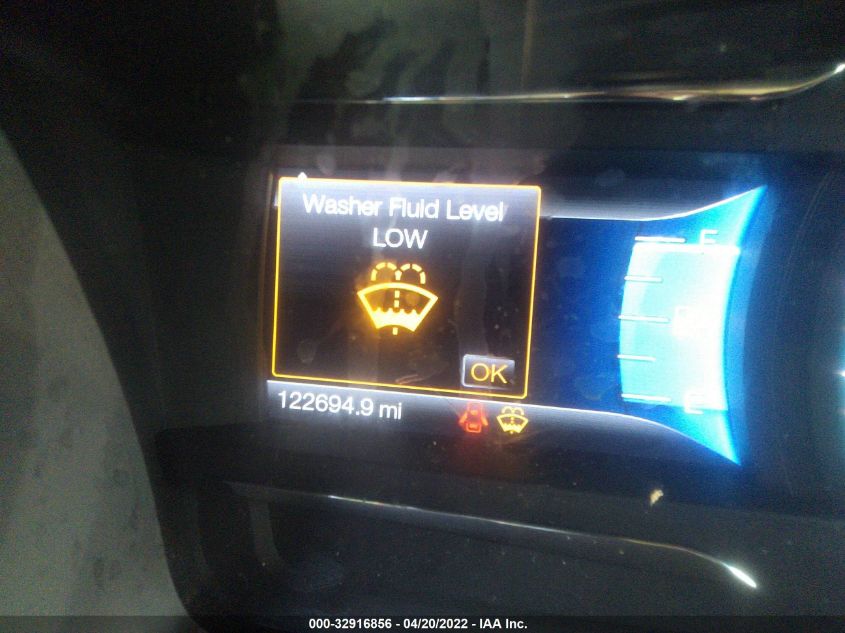 Washer Fluid Level
LOW
OK
122694.9 mi
F
E
000-32916856 - 04/20/2022 - IAA Inc.